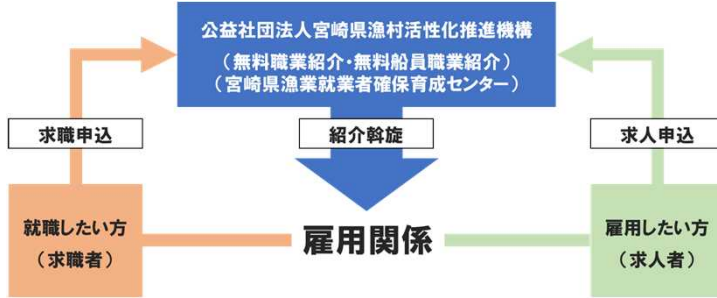 公益社団法人宮崎県漁村活性化推進機構
（無料職業紹介・無料船員職業紹介）
（宮崎県漁業就業者確保育成センター）
求職申込
紹介斡旋
求人申込
就職したい方
（求職者）
雇用関係
雇用したい方
（求人者）